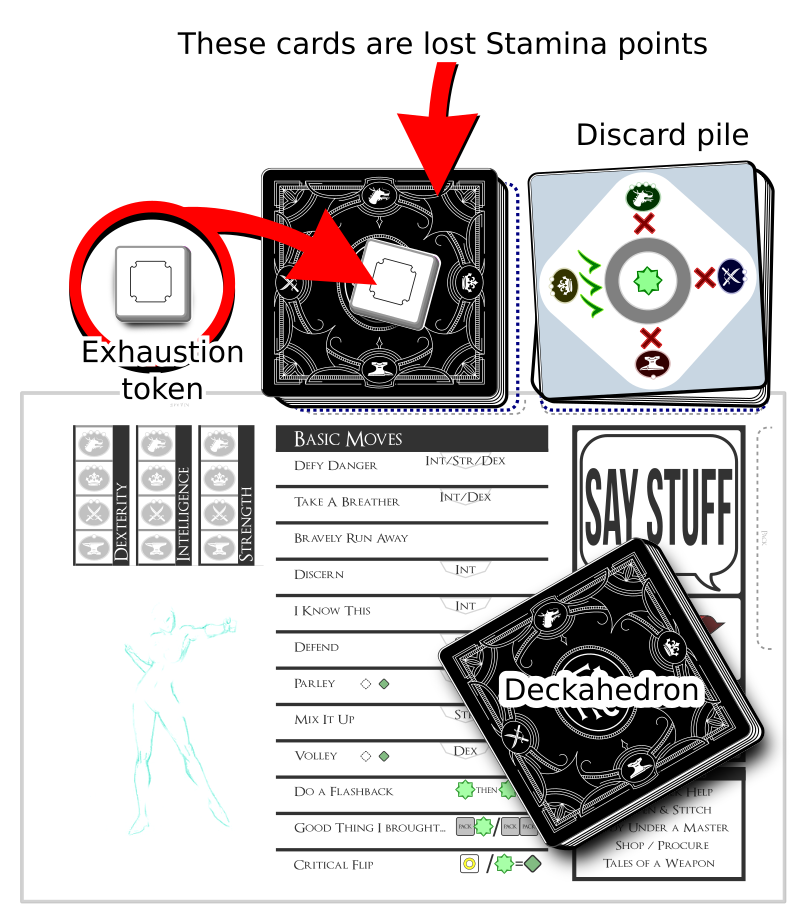 These cards are lost Stamina points
Discard pile
Exhaustion
token
Basic Moves
Defy Danger Int/Str/Dex
Take A Breather Int/Dex
Bravely Run Away
Discern Int
I Know This Int
Defend
Parley
Mix It Up
Volley Dex
Do a Flashback THEN
Good Thing I brought... PACK / PACK
Critical Flip / =
Dexterity
Intelligence
Strength
SAY STUFF
Pack
Deckahedron
Help
& Stitch
Under a Master
Shop / Procure
Tales of a Weapon